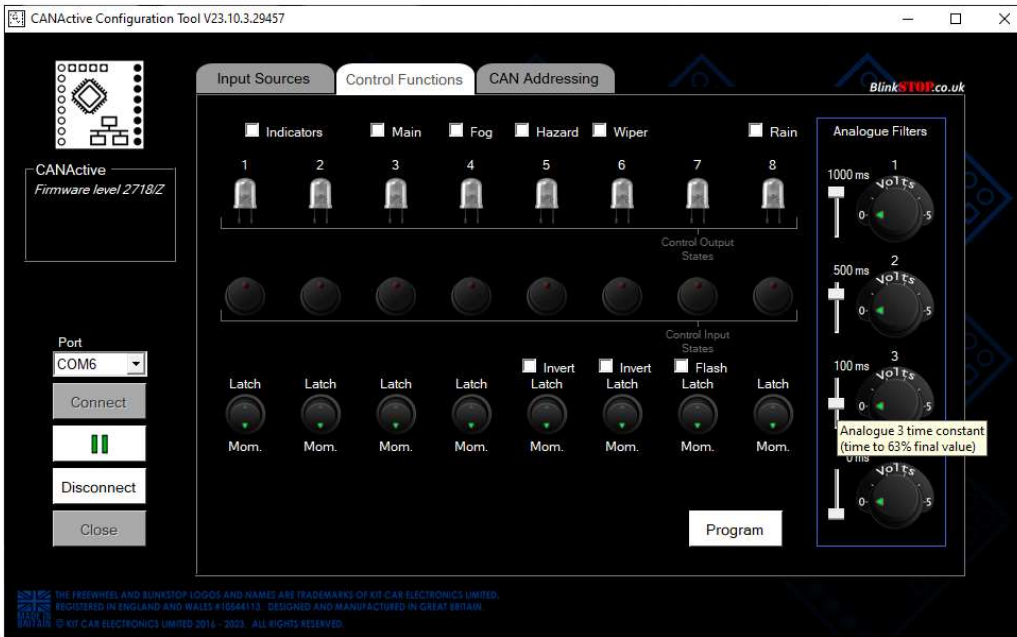 CANActive Configuration Tool V23.10.3.29457
Input Sources
Control Functions
CAN Addressing
BlinkSTOP.co.uk
CANActive
Firmware level 2718/Z
Indicators
Main
Fog
Hazard
Wiper
Rain
1
2
3
4
5
6
7
8
Control Output
States
Control Input
States
Invert
Invert
Flash
Latch
Latch
Latch
Latch
Latch
Latch
Latch
Latch
Mom.
Mom.
Mom.
Mom.
Mom.
Mom.
Mom.
Mom.
Program
Analogue Filters
1
1000 ms
Volts
0-
-5
2
500 ms
Volts
0-
-5
3
100 ms
Volts
0-
-5
Analogue 3 time constant
(time to 63% final value)
0 ms
Volts
0-
-5
Port
COM6
Connect
Disconnect
Close
MADE IN
BRITAIN
THE FREEWHEEL AND BLINKSTOP LOGOS AND NAMES ARE TRADEMARKS OF KIT CAR ELECTRONICS LIMITED,
REGISTERED IN ENGLAND AND WALES #10544113. DESIGNED AND MANUFACTURED IN GREAT BRITAIN.
© KIT CAR ELECTRONICS LIMITED 2016 - 2023. ALL RIGHTS RESERVED.